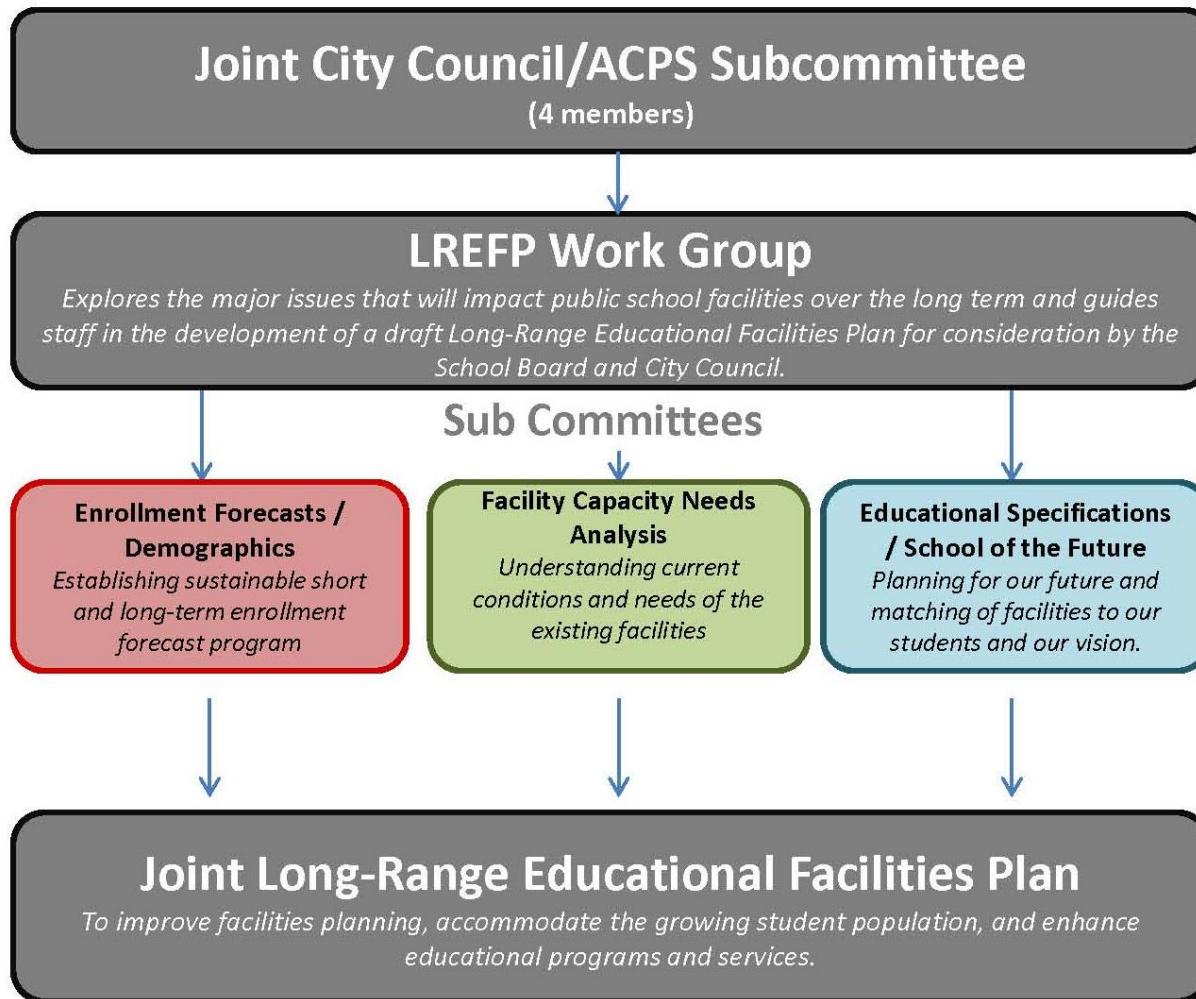 Joint City Council/ACPS Subcommittee
(4 members)
LREFP Work Group
Explores the major issues that will impact public school facilities over the long term and guides
staff in the development of a draft Long-Range Educational Facilities Plan for consideration by the
School Board and City Council.
Sub Committees
Enrollment Forecasts /
Demographics
Establishing sustainable short
and long-term enrollment
forecast program
Facility Capacity Needs
Analysis
Understanding current
conditions and needs of the
existing facilities
Educational Specifications
/ School of the Future
Planning for our future and
matching of facilities to our
students and our vision.
Joint Long-Range Educational Facilities Plan
To improve facilities planning, accommodate the growing student population, and enhance
educational programs and services.